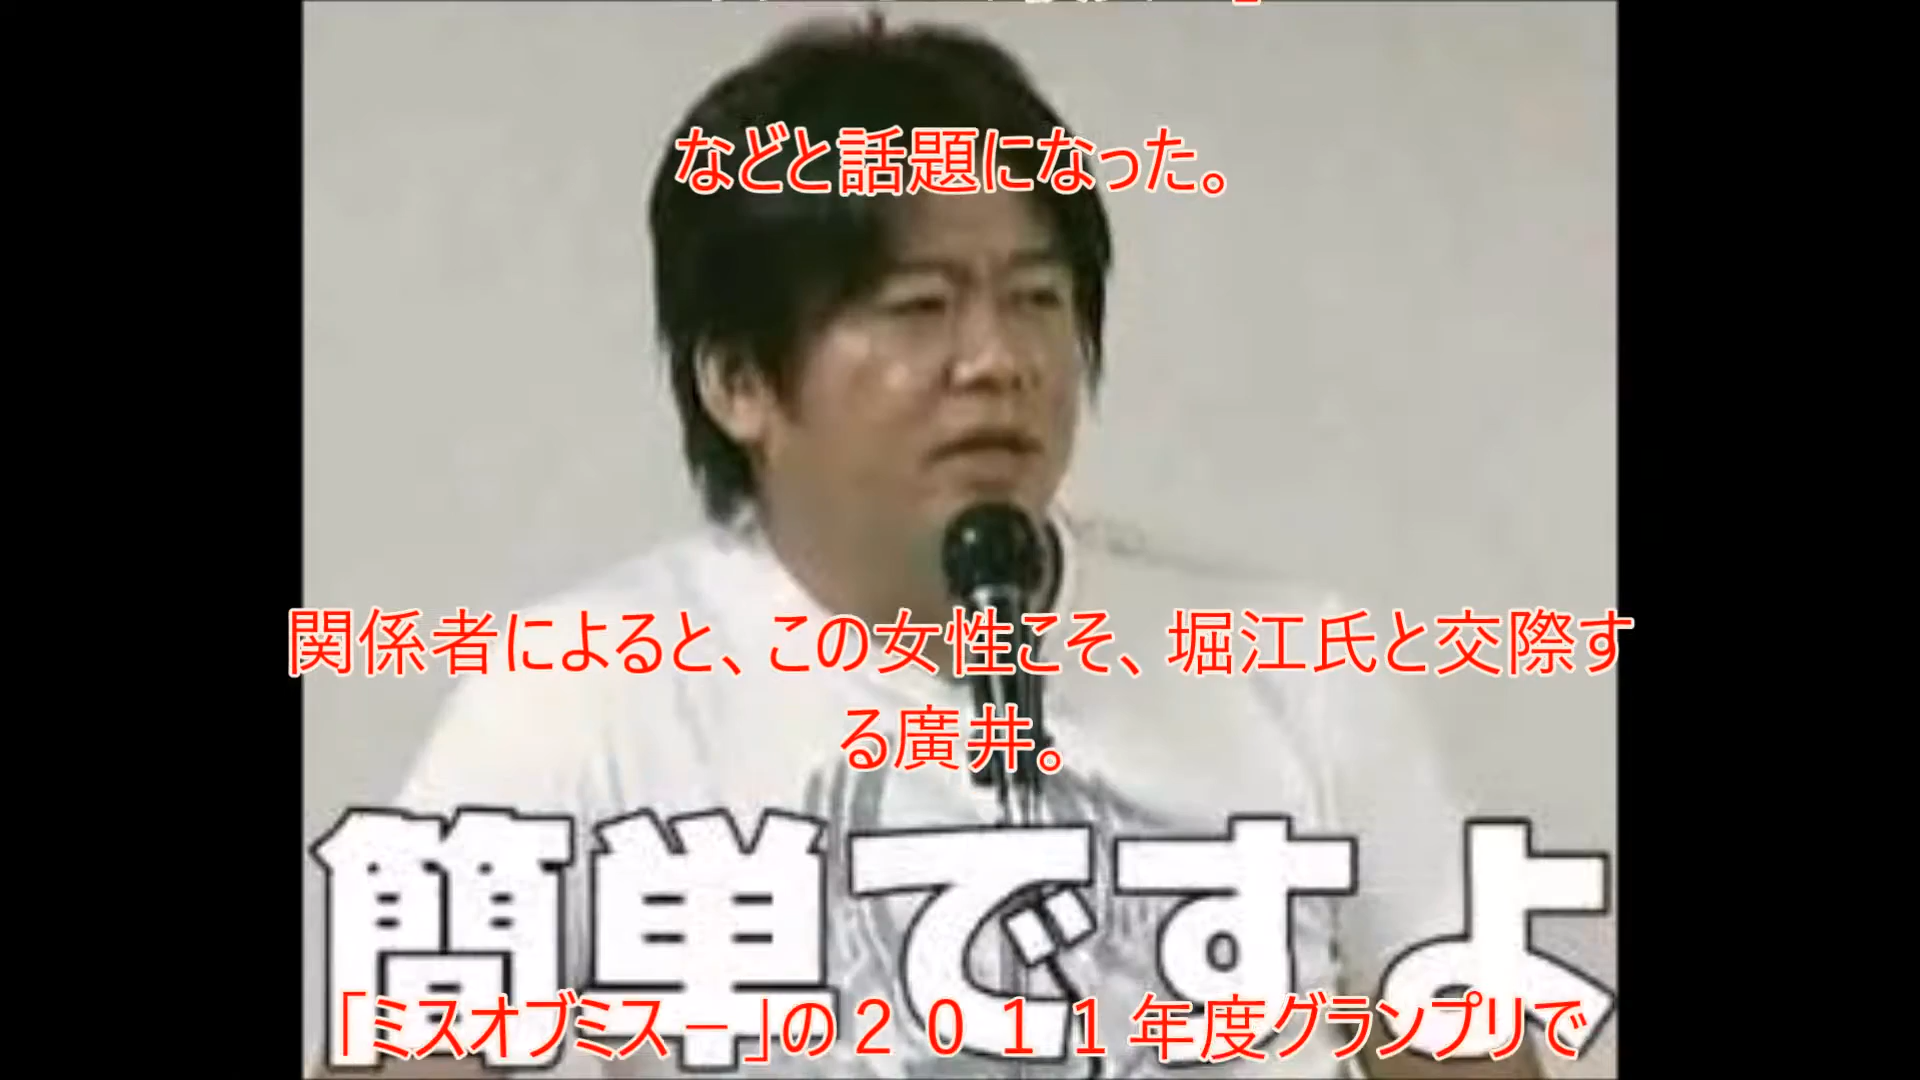 などと話題になった。
関係者によると、この女性こそ、堀江氏と交際す
る廣井。
簡単ですよ
「ミスオブミス－」の２０１１年度グランプリで